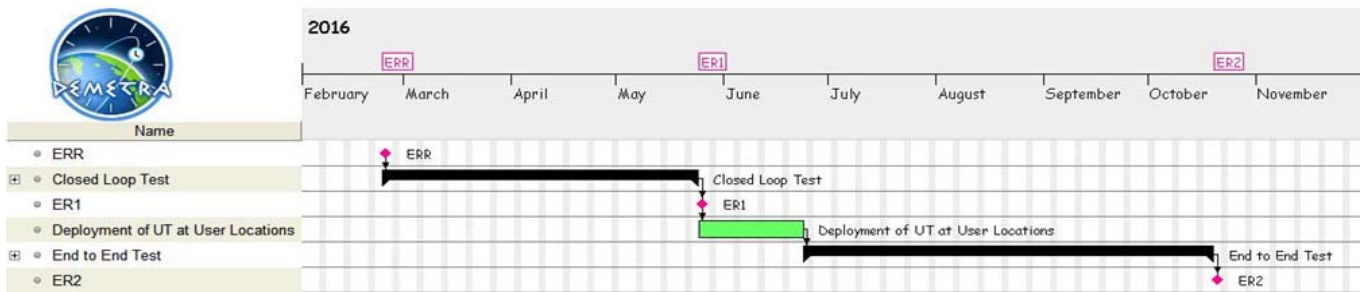 2016
ERR ER1 ER2
February March April May June July August September October November
DEMETRA
Name
ERR ERR
Closed Loop Test Closed Loop Test
ER1 ER1
Deployment of UT at User Locations Deployment of UT at User Locations
End to End Test End to End Test
ER2 ER2